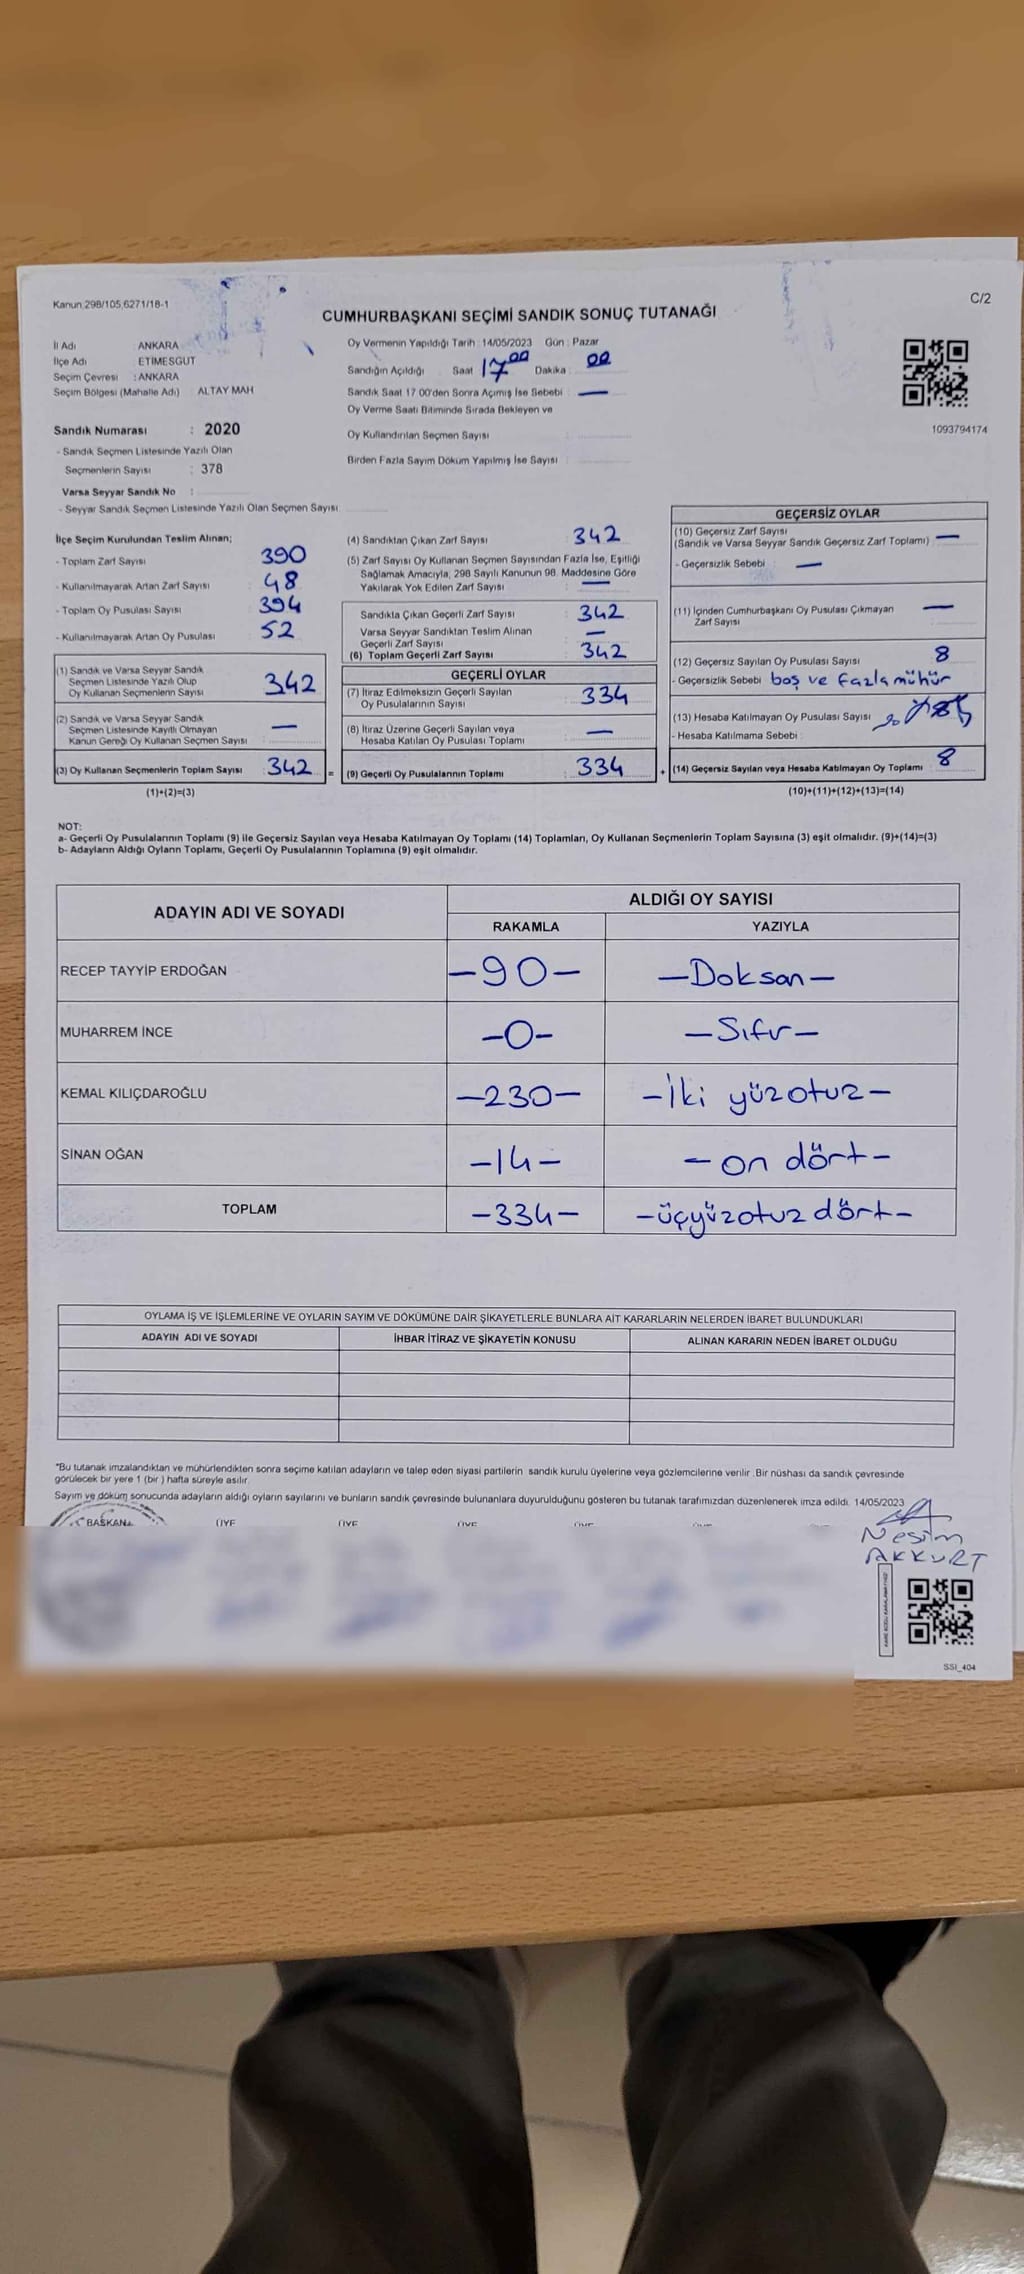 Kanun 298/105,6271/18-1
C/2
CUMHURBAŞKANI SEÇİMİ SANDIK SONUÇ TUTANAĞI
İl Adı ANKARA
İlçe Adı ETİMESGUT
Seçim Çevresi : ANKARA
Seçim Bölgesi (Mahalle Adı) : ALTAY MAH
Sandık Numarası : 2020
- Sandık Seçmen Listesinde Yazılı Olan
Seçmenlerin Sayısı : 378
Varsa Seyyar Sandık No :
- Seyyar Sandık Seçmen Listesinde Yazılı Olan Seçmen Sayısı
Oy Vermenin Yapıldığı Tarih : 14/05/2023 Gün : Pazar
Sandığın Açıldığı Saat 17 00 Dakika : 00
Sandık Saat 17 00'den Sonra Açımış İse Sebebi : —
Oy Verme Saati Bitiminde Sırada Bekleyen ve
Oy Kullandırılan Seçmen Sayısı :
Birden Fazla Sayım Döküm Yapılmış İse Sayısı :
1093794174
İlçe Seçim Kurulundan Teslim Alınan;
- Toplam Zarf Sayısı : 390
- Kullanılmayarak Artan Zarf Sayısı : 48
- Toplam Oy Pusulası Sayısı : 394
- Kullanılmayarak Artan Oy Pusulası 52
(1) Sandık ve Varsa Seyyar Sandık
Seçmen Listesinde Yazılı Olup
Oy Kullanan Seçmenlerin Sayısı 342
(2) Sandık ve Varsa Seyyar Sandık
Seçmen Listesinde Kayıtlı Olmayan
Kanun Gereği Oy Kullanan Seçmen Sayısı : —
(3) Oy Kullanan Seçmenlerin Toplam Sayısı : 342 =
(1)+(2)=(3)
(4) Sandıktan Çıkan Zarf Sayısı : 342
(5) Zarf Sayısı Oy Kullanan Seçmen Sayısından Fazla İse, Eşitliği
Sağlamak Amacıyla, 298 Sayılı Kanunun 98. Maddesine Göre
Yakılarak Yok Edilen Zarf Sayısı : —
Sandıkta Çıkan Geçerli Zarf Sayısı : 342
Varsa Seyyar Sandıktan Teslim Alınan
Geçerli Zarf Sayısı —
(6) Toplam Geçerli Zarf Sayısı : 342
GEÇERLİ OYLAR
(7) İtiraz Edilmeksizin Geçerli Sayılan
Oy Pusulalarının Sayısı : 334
(8) İtiraz Üzerine Geçerli Sayılan veya
Hesaba Katılan Oy Pusulası Toplamı : —
(9) Geçerli Oy Pusulalarının Toplamı : 334 +
GEÇERSİZ OYLAR
(10) Geçersiz Zarf Sayısı
(Sandık ve Varsa Seyyar Sandık Geçersiz Zarf Toplamı) : —
- Geçersizlik Sebebi : —
(11) İçinden Cumhurbaşkanı Oy Pusulası Çıkmayan
Zarf Sayısı : —
(12) Geçersiz Sayılan Oy Pusulası Sayısı 8
- Geçersizlik Sebebi boş ve fazla mühür
(13) Hesaba Katılmayan Oy Pusulası Sayısı
- Hesaba Katılmama Sebebi :
(14) Geçersiz Sayılan veya Hesaba Katılmayan Oy Toplamı 8
(10)+(11)+(12)+(13)=(14)
NOT:
a- Geçerli Oy Pusulalarının Toplamı (9) ile Geçersiz Sayılan veya Hesaba Katılmayan Oy Toplamı (14) Toplamları, Oy Kullanan Seçmenlerin Toplam Sayısına (3) eşit olmalıdır. (9)+(14)=(3)
b- Adayların Aldığı Oyların Toplamı, Geçerli Oy Pusulalarının Toplamına (9) eşit olmalıdır.
ADAYIN ADI VE SOYADI ALDIĞI OY SAYISI
RAKAMLA YAZIYLA
RECEP TAYYİP ERDOĞAN —90— —Doksan—
MUHARREM İNCE —0— —Sıfır—
KEMAL KILIÇDAROĞLU —230— —İki yüzotuz—
SİNAN OĞAN —14— —on dört—
TOPLAM —334— —üçyüzotuz dört—
OYLAMA İŞ VE İŞLEMLERİNE VE OYLARIN SAYIM VE DÖKÜMÜNE DAİR ŞİKAYETLERLE BUNLARA AİT KARARLARIN NELERDEN İBARET BULUNDUKLARI
ADAYIN ADI VE SOYADI İHBAR İTİRAZ VE ŞİKAYETİN KONUSU ALINAN KARARIN NEDEN İBARET OLDUĞU
*Bu tutanak imzalandıktan ve mühürlendikten sonra seçime katılan adayların ve talep eden siyasi partilerin sandık kurulu üyelerine veya gözlemcilerine verilir. Bir nüshası da sandık çevresinde
görülecek bir yere 1 (bir) hafta süreyle asılır.
Sayım ve döküm sonucunda adayların aldığı oyların sayılarını ve bunların sandık çevresinde bulunanlara duyurulduğunu gösteren bu tutanak tarafımızdan düzenlenerek imza edildi. 14/05/2023
BAŞKAN ÜYE ÜYE ÜYE
Nesim
AKKURT
SSİ_404